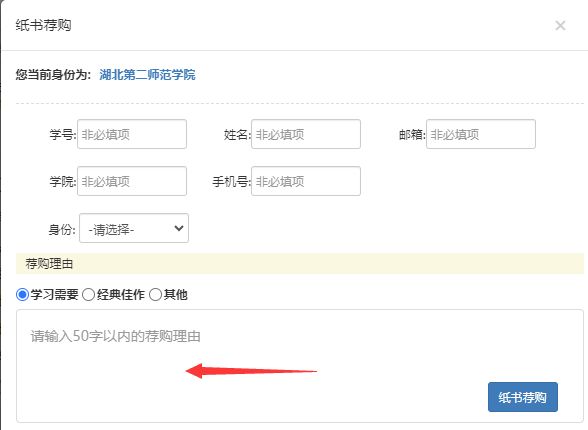 纸书荐购 ×
您当前身份为: 湖北第二师范学院
学号: 非必填项 姓名: 非必填项 邮箱: 非必填项
学院: 非必填项 手机号: 非必填项
身份: -请选择-
荐购理由
学习需要 经典佳作 其他
请输入50字以内的荐购理由
纸书荐购